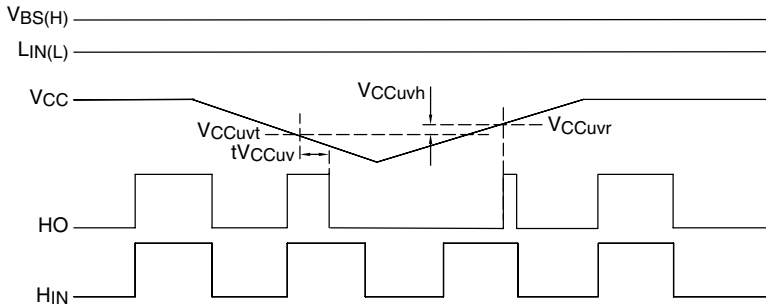 VBS(H)
LIN(L)
VCCuvh
VCC
VCCuvt
VCCuvr
tVCCuv
HO
HIN